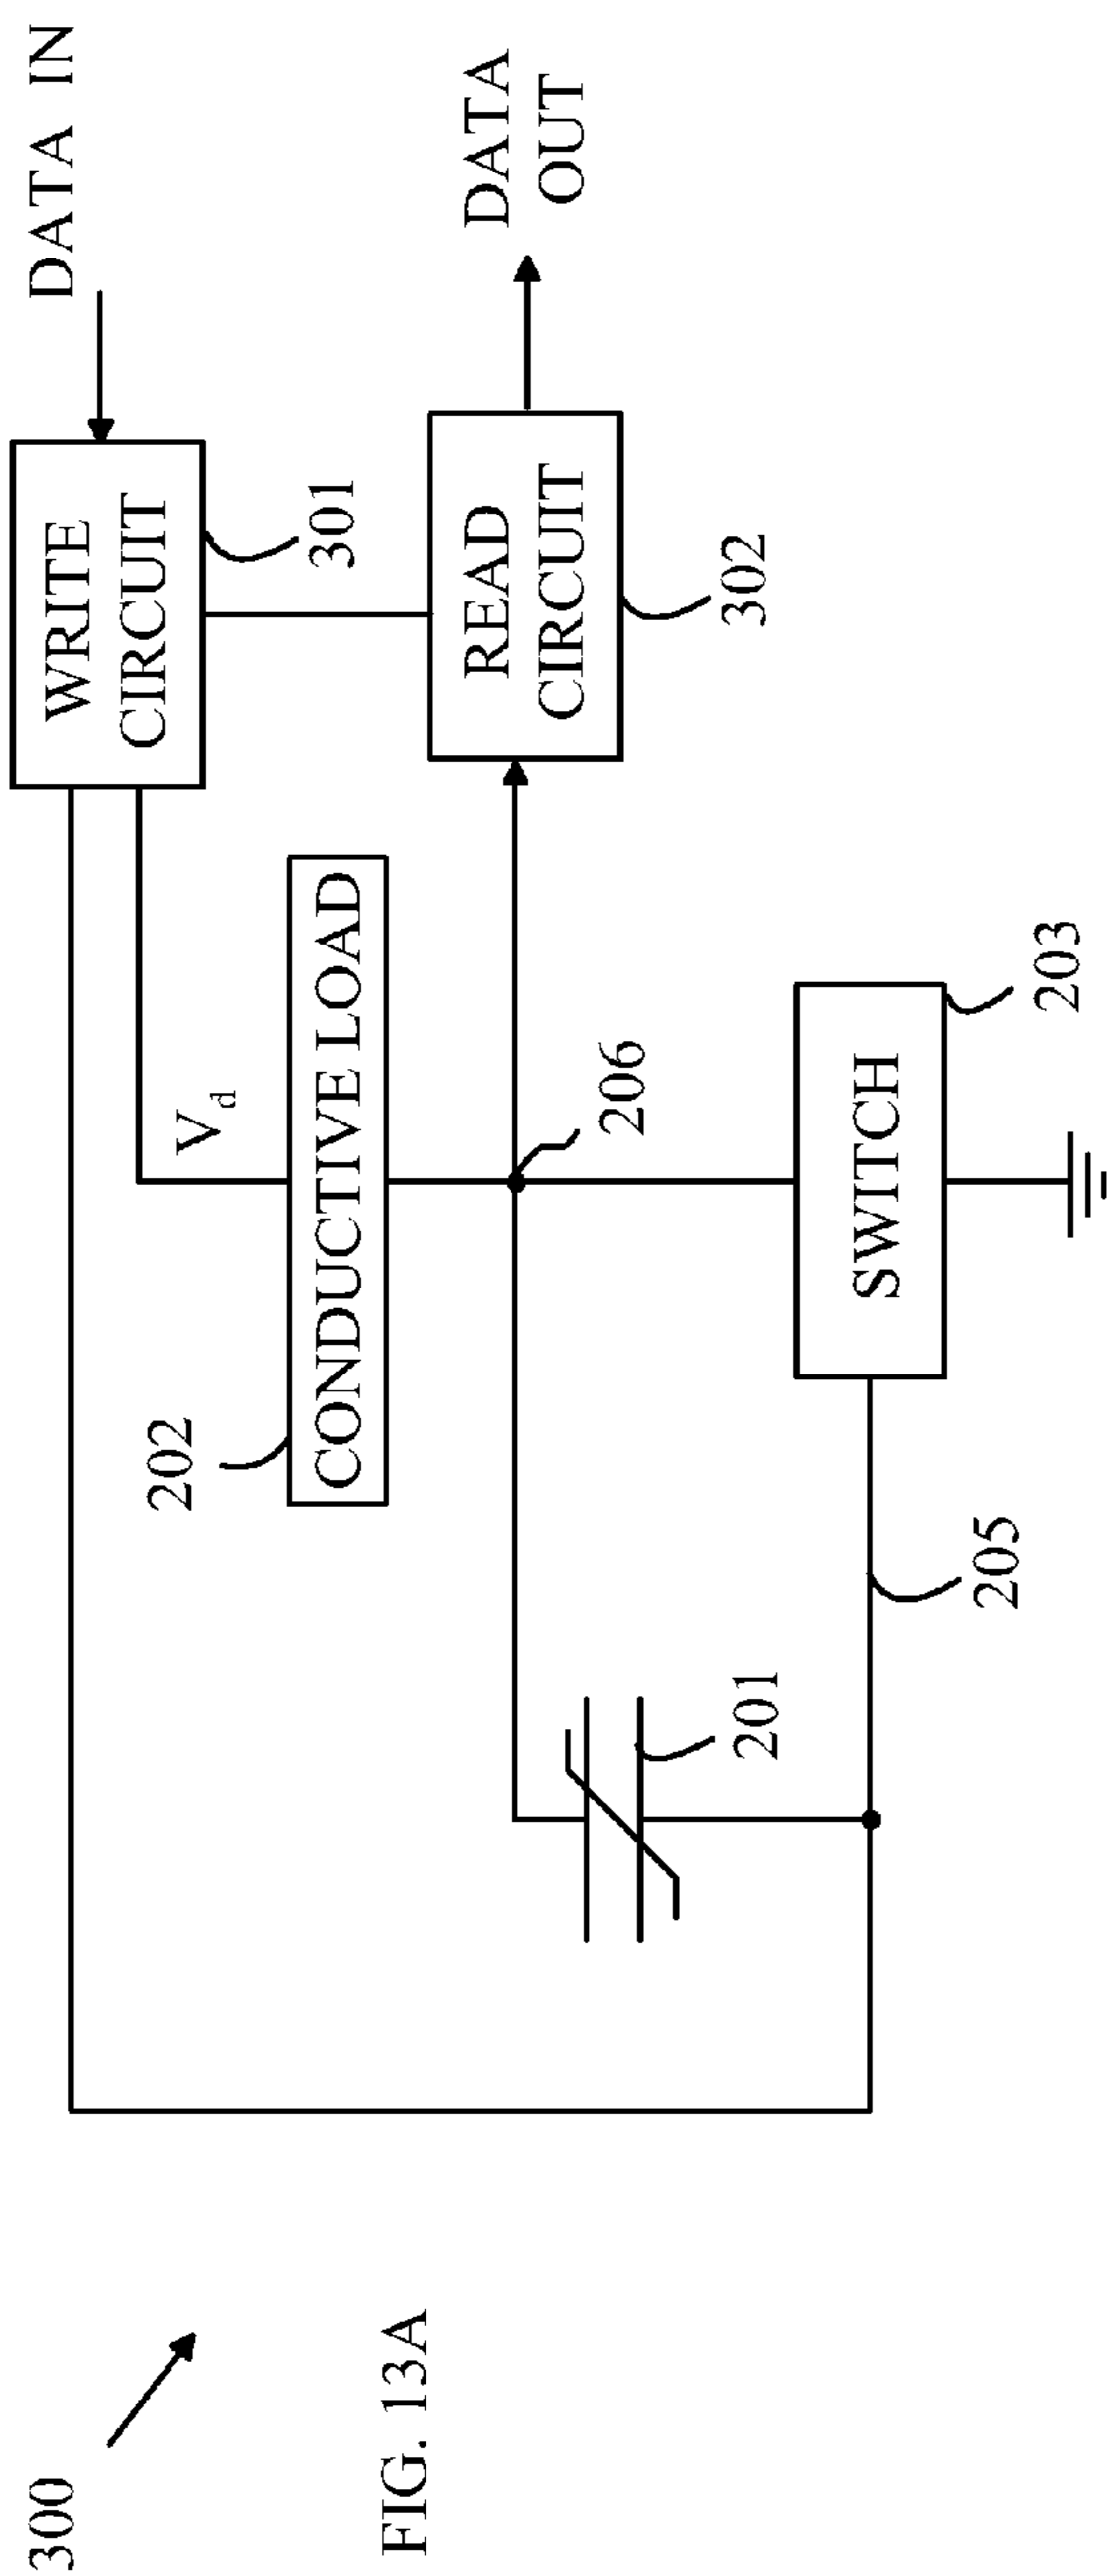 300
FIG. 13A
DATA IN
WRITE
CIRCUIT
301
V_d
202
CONDUCTIVE LOAD
206
READ
CIRCUIT
302
DATA
OUT
201
205
SWITCH
203